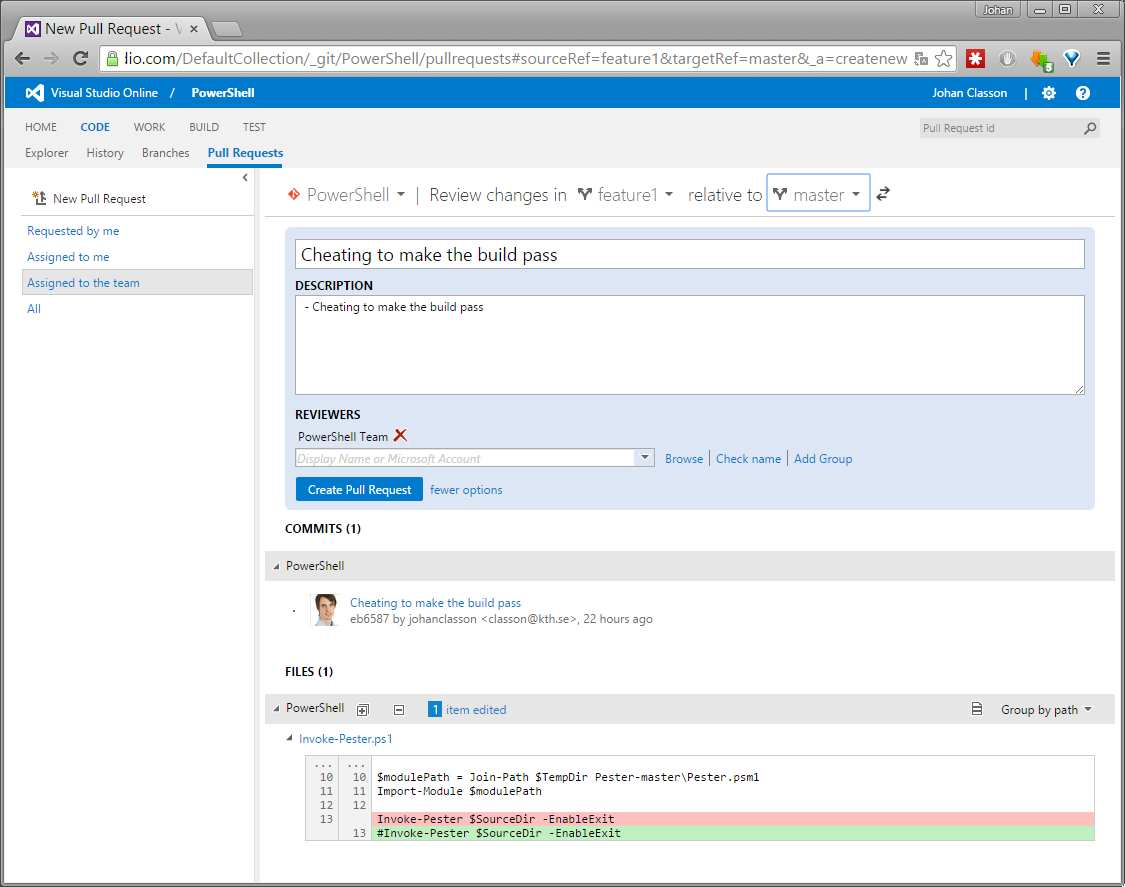 Johan
New Pull Request - V
lio.com/DefaultCollection/_git/PowerShell/pullrequests#sourceRef=feature1&targetRef=master&_a=createnew
5
Visual Studio Online / PowerShell
Johan Classon | ?
HOME CODE WORK BUILD TEST
Pull Request id
Explorer History Branches Pull Requests
New Pull Request
Requested by me
Assigned to me
Assigned to the team
All
PowerShell | Review changes in feature1 relative to master
Cheating to make the build pass
DESCRIPTION
- Cheating to make the build pass
REVIEWERS
PowerShell Team
Display Name or Microsoft Account
Browse | Check name | Add Group
Create Pull Request fewer options
COMMITS (1)
PowerShell
Cheating to make the build pass
eb6587 by johanclasson <classon@kth.se>, 22 hours ago
FILES (1)
PowerShell 1 item edited Group by path
Invoke-Pester.ps1
... ...
10 10 $modulePath = Join-Path $TempDir Pester-master\Pester.psm1
11 11 Import-Module $modulePath
12 12
13 Invoke-Pester $SourceDir -EnableExit
13 #Invoke-Pester $SourceDir -EnableExit